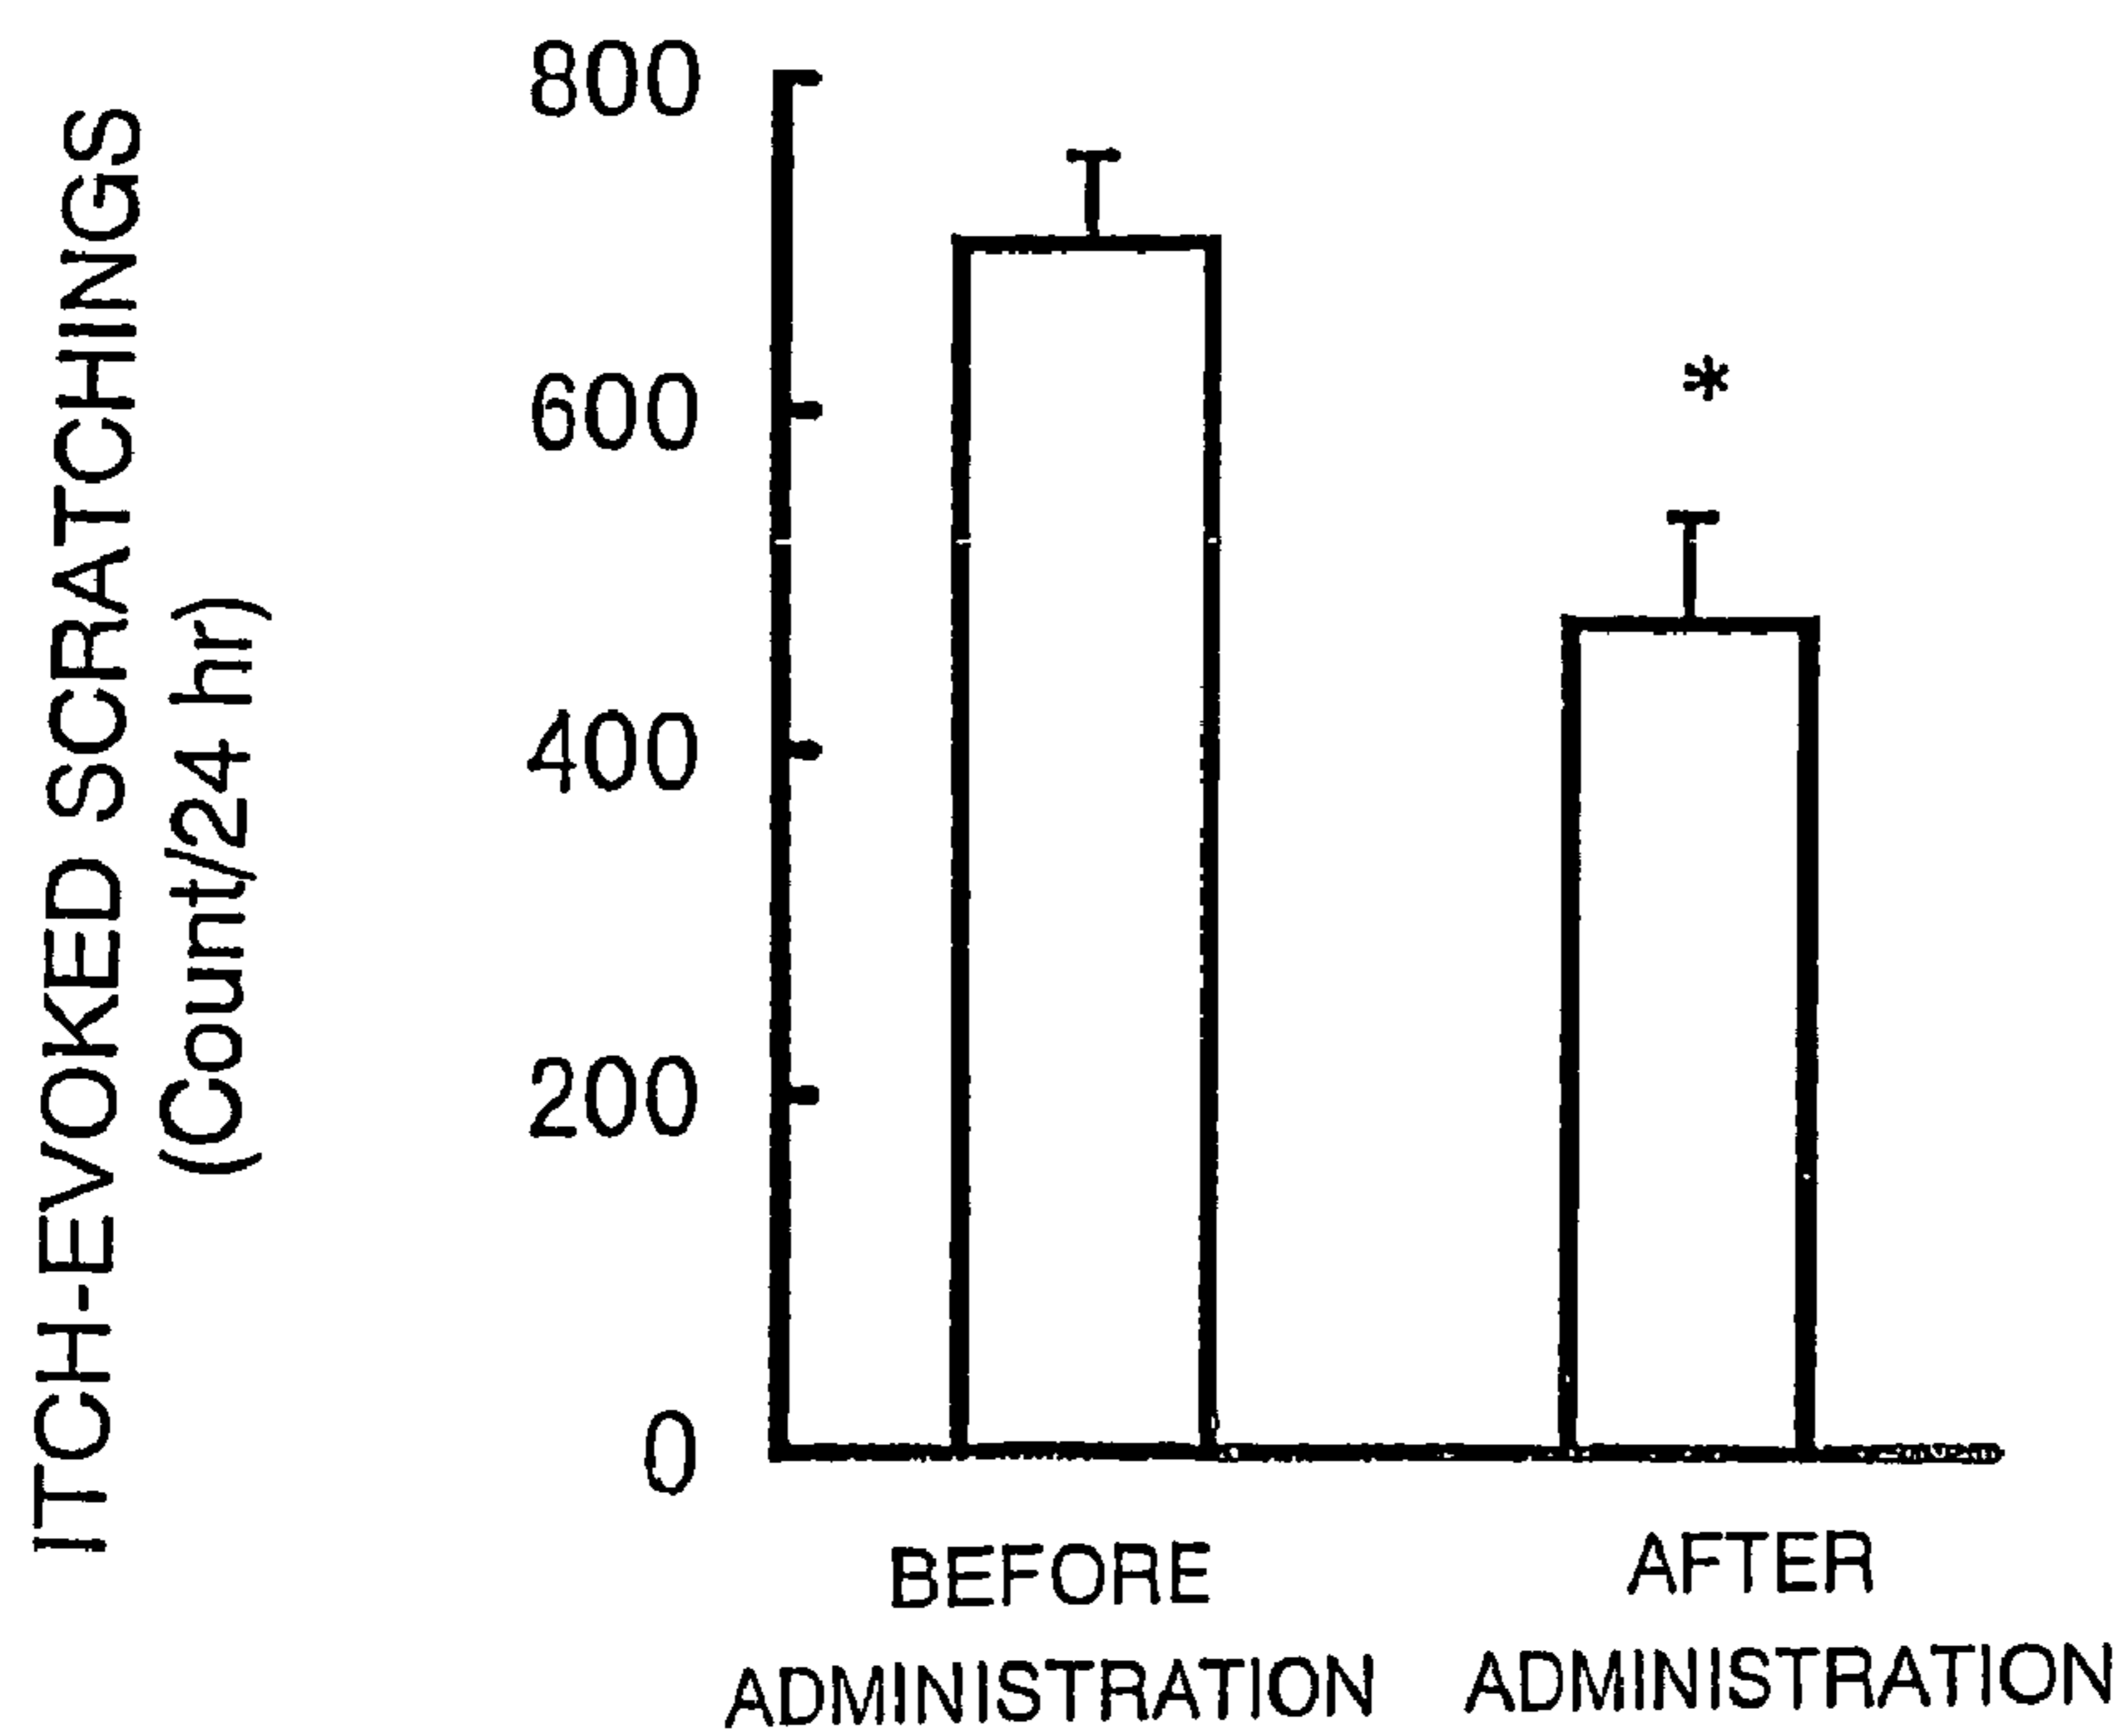 ITCH-EVOKED SCRATCHINGS
(Count/24 hr)
800
600
400
200
0
*
BEFORE
ADMINISTRATION
AFTER
ADMINISTRATION